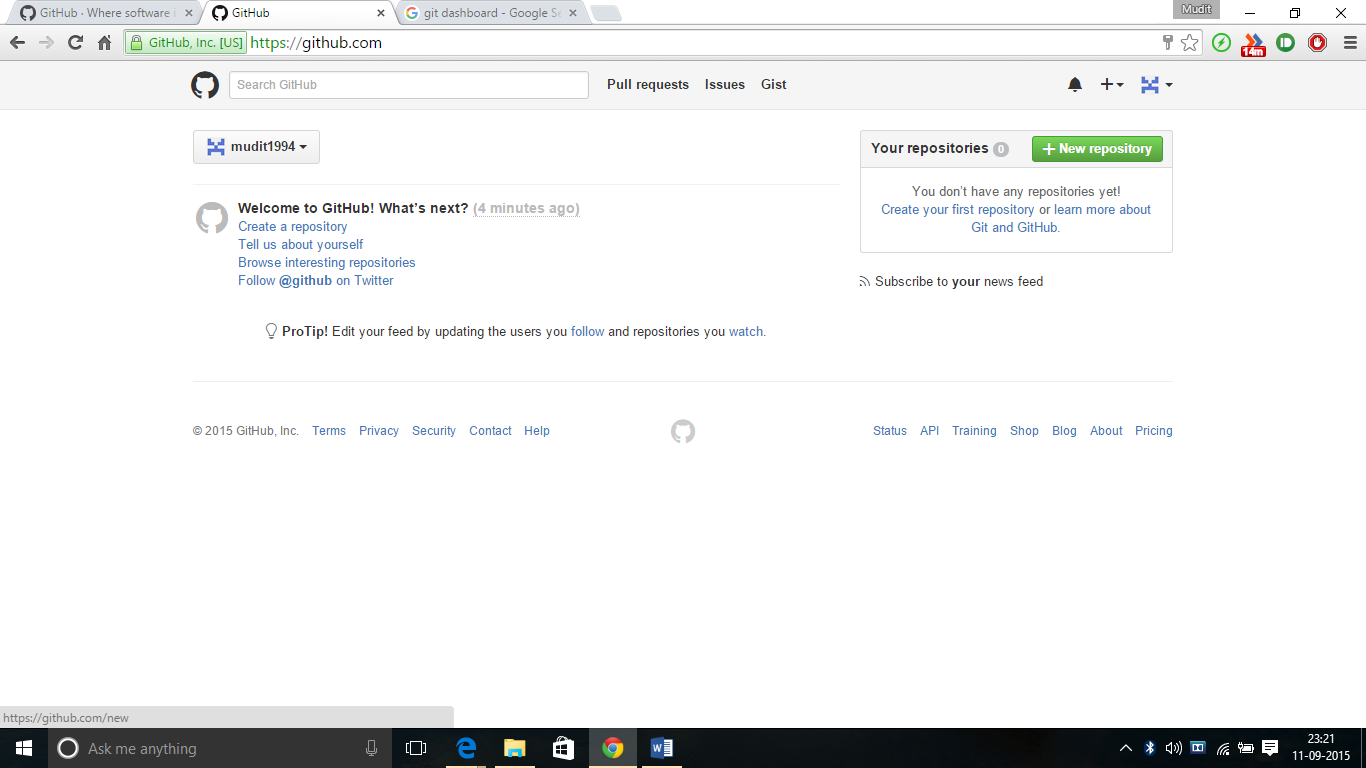 GitHub · Where software i
GitHub
git dashboard - Google Se
Mudit
GitHub, Inc. [US]
https://github.com
14m
Search GitHub
Pull requests
Issues
Gist
mudit1994
Your repositories 0
New repository
You don't have any repositories yet!
Create your first repository or learn more about
Git and GitHub.
Welcome to GitHub! What's next? (4 minutes ago)
Create a repository
Tell us about yourself
Browse interesting repositories
Follow @github on Twitter
Subscribe to your news feed
ProTip! Edit your feed by updating the users you follow and repositories you watch.
© 2015 GitHub, Inc. Terms Privacy Security Contact Help
Status API Training Shop Blog About Pricing
https://github.com/new
Ask me anything
23:21
11-09-2015